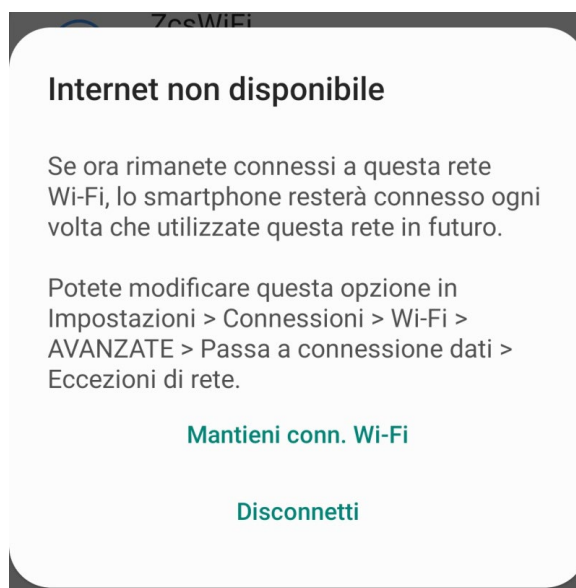 ZcsWiFi
Internet non disponibile
Se ora rimanete connessi a questa rete
Wi-Fi, lo smartphone resterà connesso ogni
volta che utilizzate questa rete in futuro.
Potete modificare questa opzione in
Impostazioni > Connessioni > Wi-Fi >
AVANZATE > Passa a connessione dati >
Eccezioni di rete.
Mantieni conn. Wi-Fi
Disconnetti